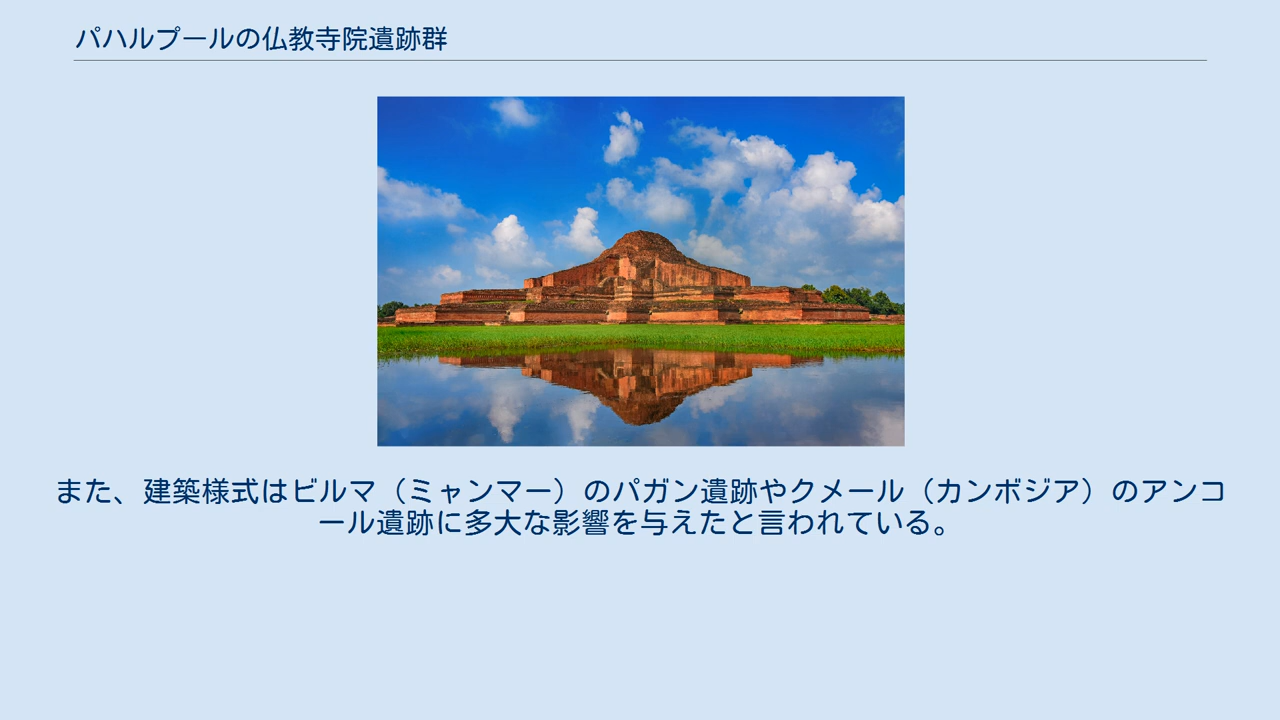 パハルプールの仏教寺院遺跡群
また、建築様式はビルマ（ミャンマー）のパガン遺跡やクメール（カンボジア）のアンコ
ール遺跡に多大な影響を与えたと言われている。